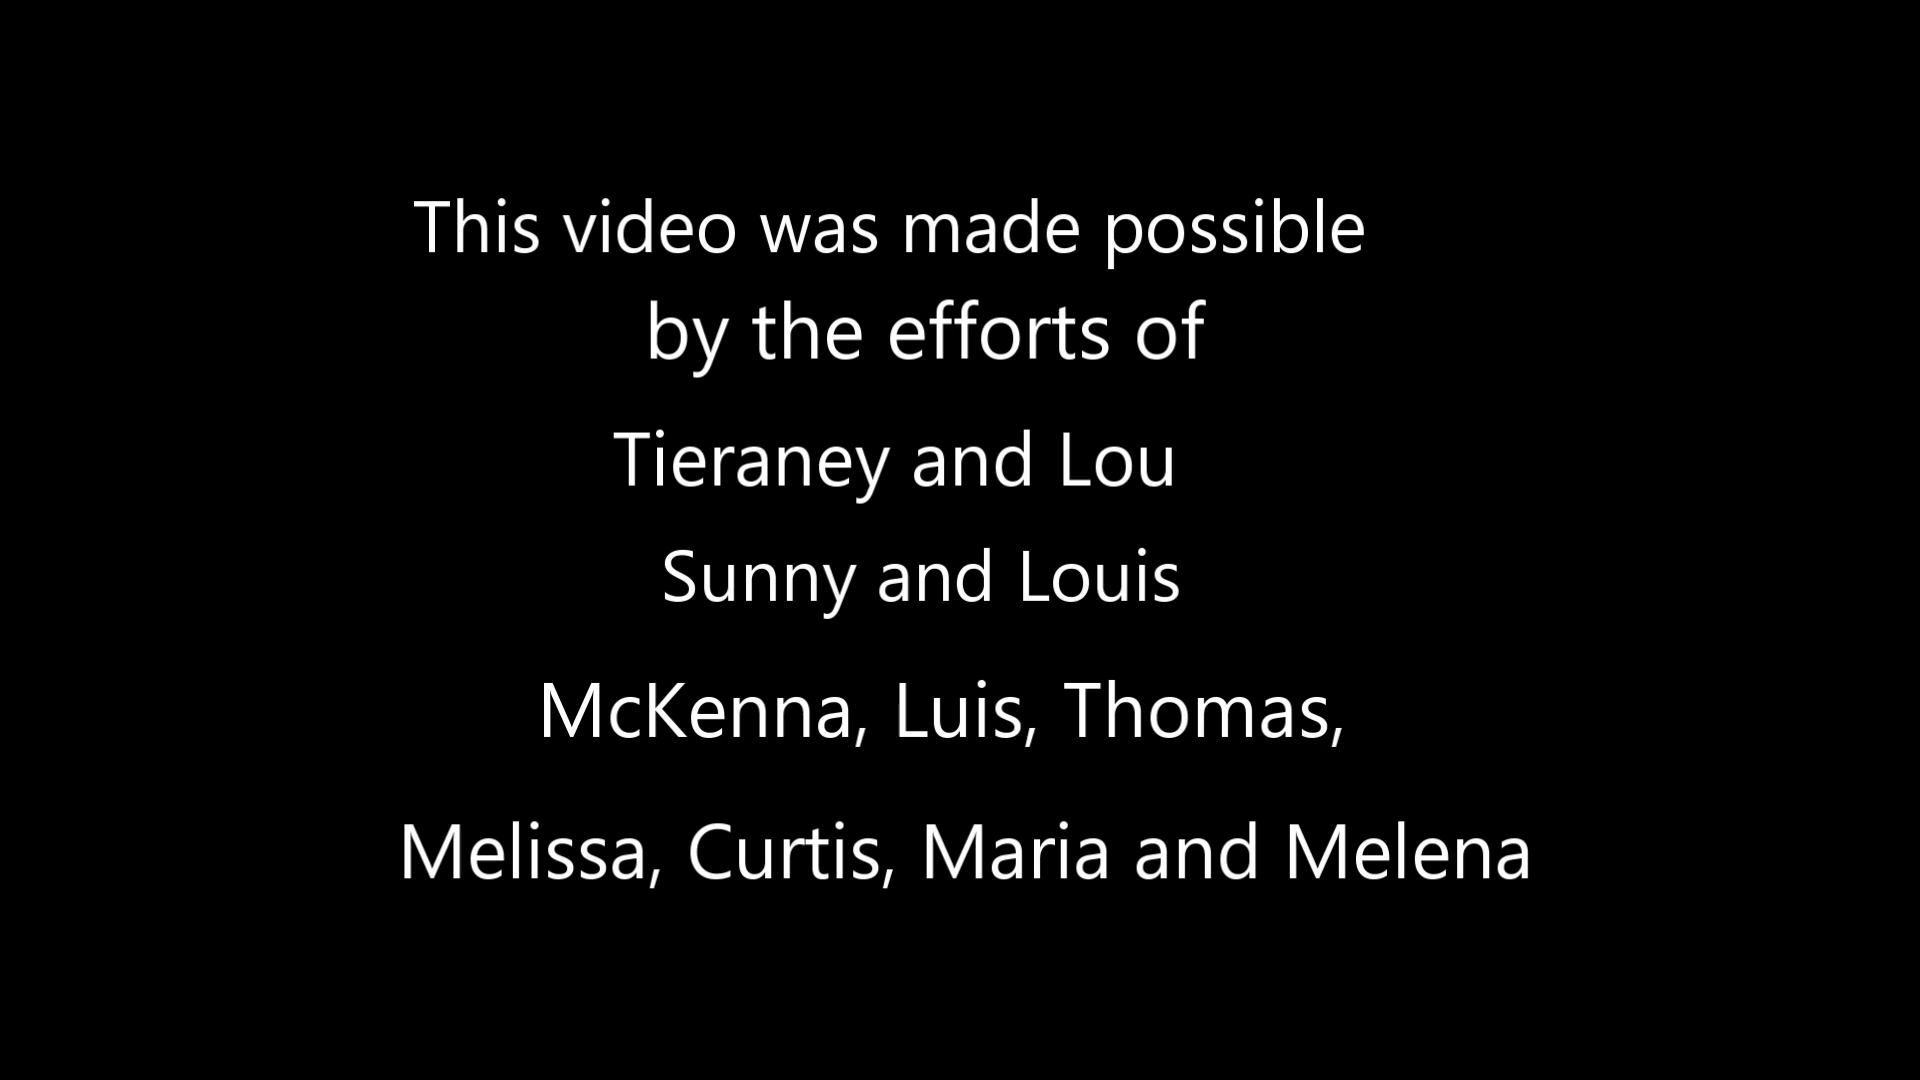 This video was made possible
by the efforts of
Tieraney and Lou
Sunny and Louis
McKenna, Luis, Thomas,
Melissa, Curtis, Maria and Melena